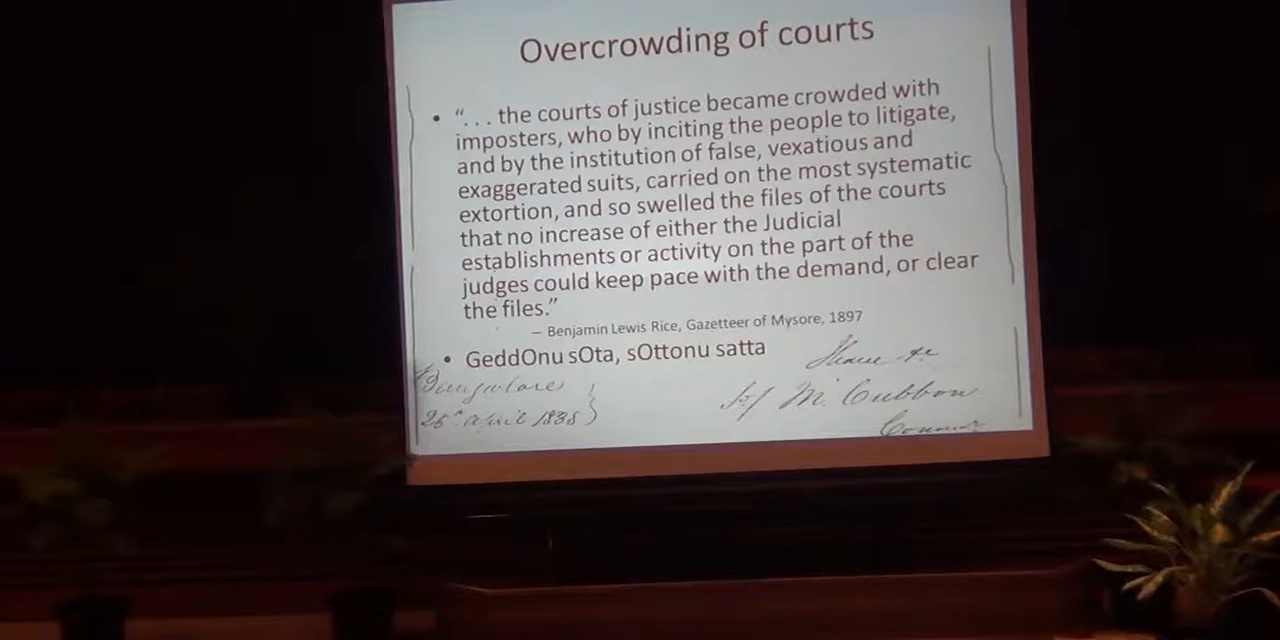 Overcrowding of courts
• “. . . the courts of justice became crowded with
imposters, who by inciting the people to litigate,
and by the institution of false, vexatious and
exaggerated suits, carried on the most systematic
extortion, and so swelled the files of the courts
that no increase of either the Judicial
establishments or activity on the part of the
judges could keep pace with the demand, or clear
the files.”
– Benjamin Lewis Rice, Gazetteer of Mysore, 1897
• GeddOnu sOta, sOttonu satta
Bangalore
25th April 1838
M. Cubbon